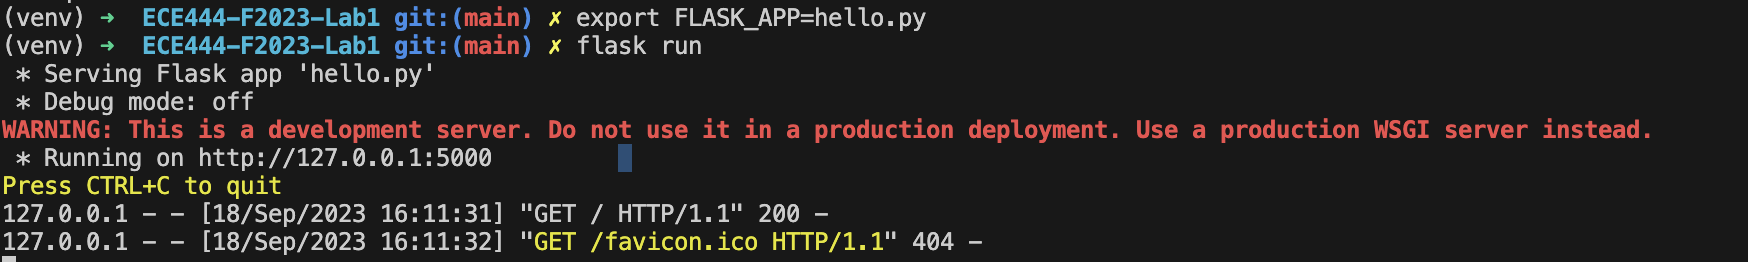 (venv) ➜  ECE444-F2023-Lab1 git:(main) ✗ export FLASK_APP=hello.py
(venv) ➜  ECE444-F2023-Lab1 git:(main) ✗ flask run
 * Serving Flask app 'hello.py'
 * Debug mode: off
WARNING: This is a development server. Do not use it in a production deployment. Use a production WSGI server instead.
 * Running on http://127.0.0.1:5000
Press CTRL+C to quit
127.0.0.1 - - [18/Sep/2023 16:11:31] "GET / HTTP/1.1" 200 -
127.0.0.1 - - [18/Sep/2023 16:11:32] "GET /favicon.ico HTTP/1.1" 404 -